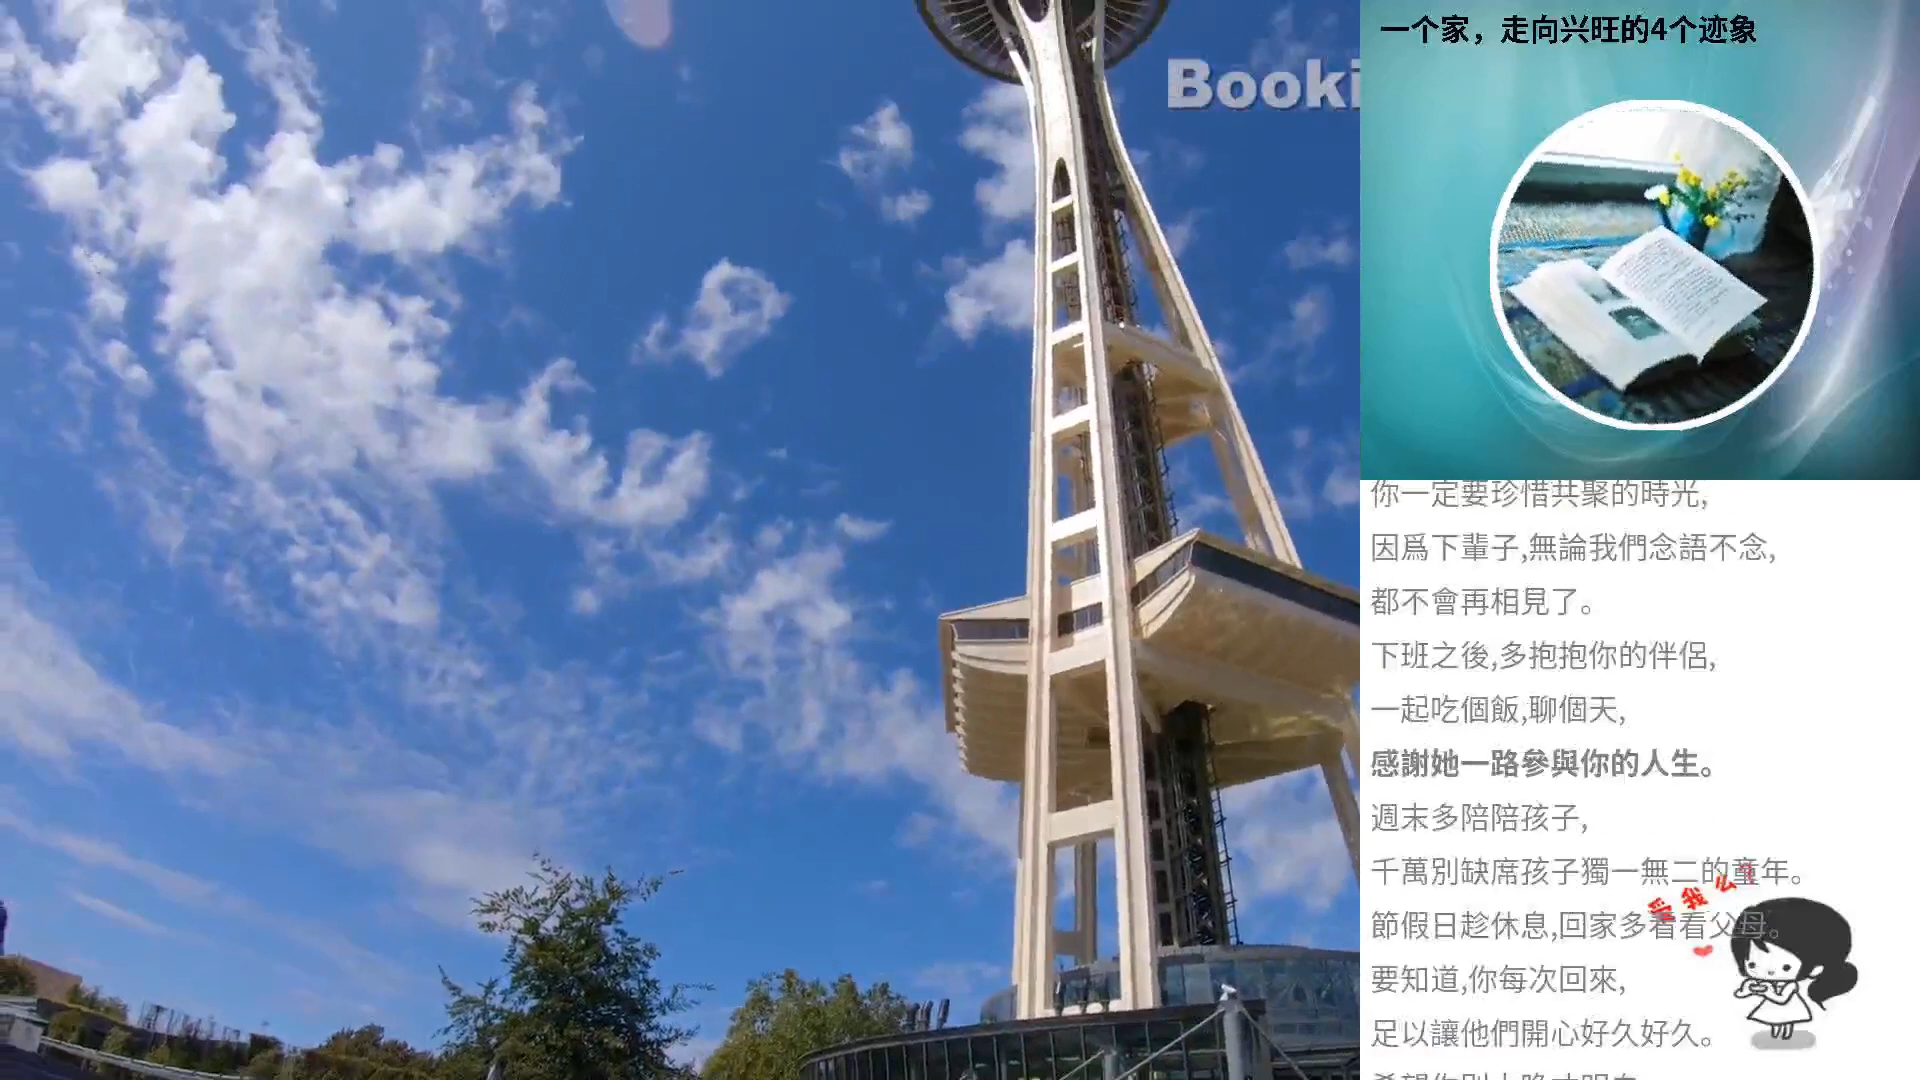 Booki
一个家，走向兴旺的4个迹象
你一定要珍惜共聚的時光,
因爲下輩子,無論我們念語不念,
都不會再相見了。
下班之後,多抱抱你的伴侶,
一起吃個飯,聊個天,
感謝她一路參與你的人生。
週末多陪陪孩子,
千萬別缺席孩子獨一無二的童年。
愛我么?
節假日趁休息,回家多看看父母。
要知道,你每次回來,
足以讓他們開心好久好久。